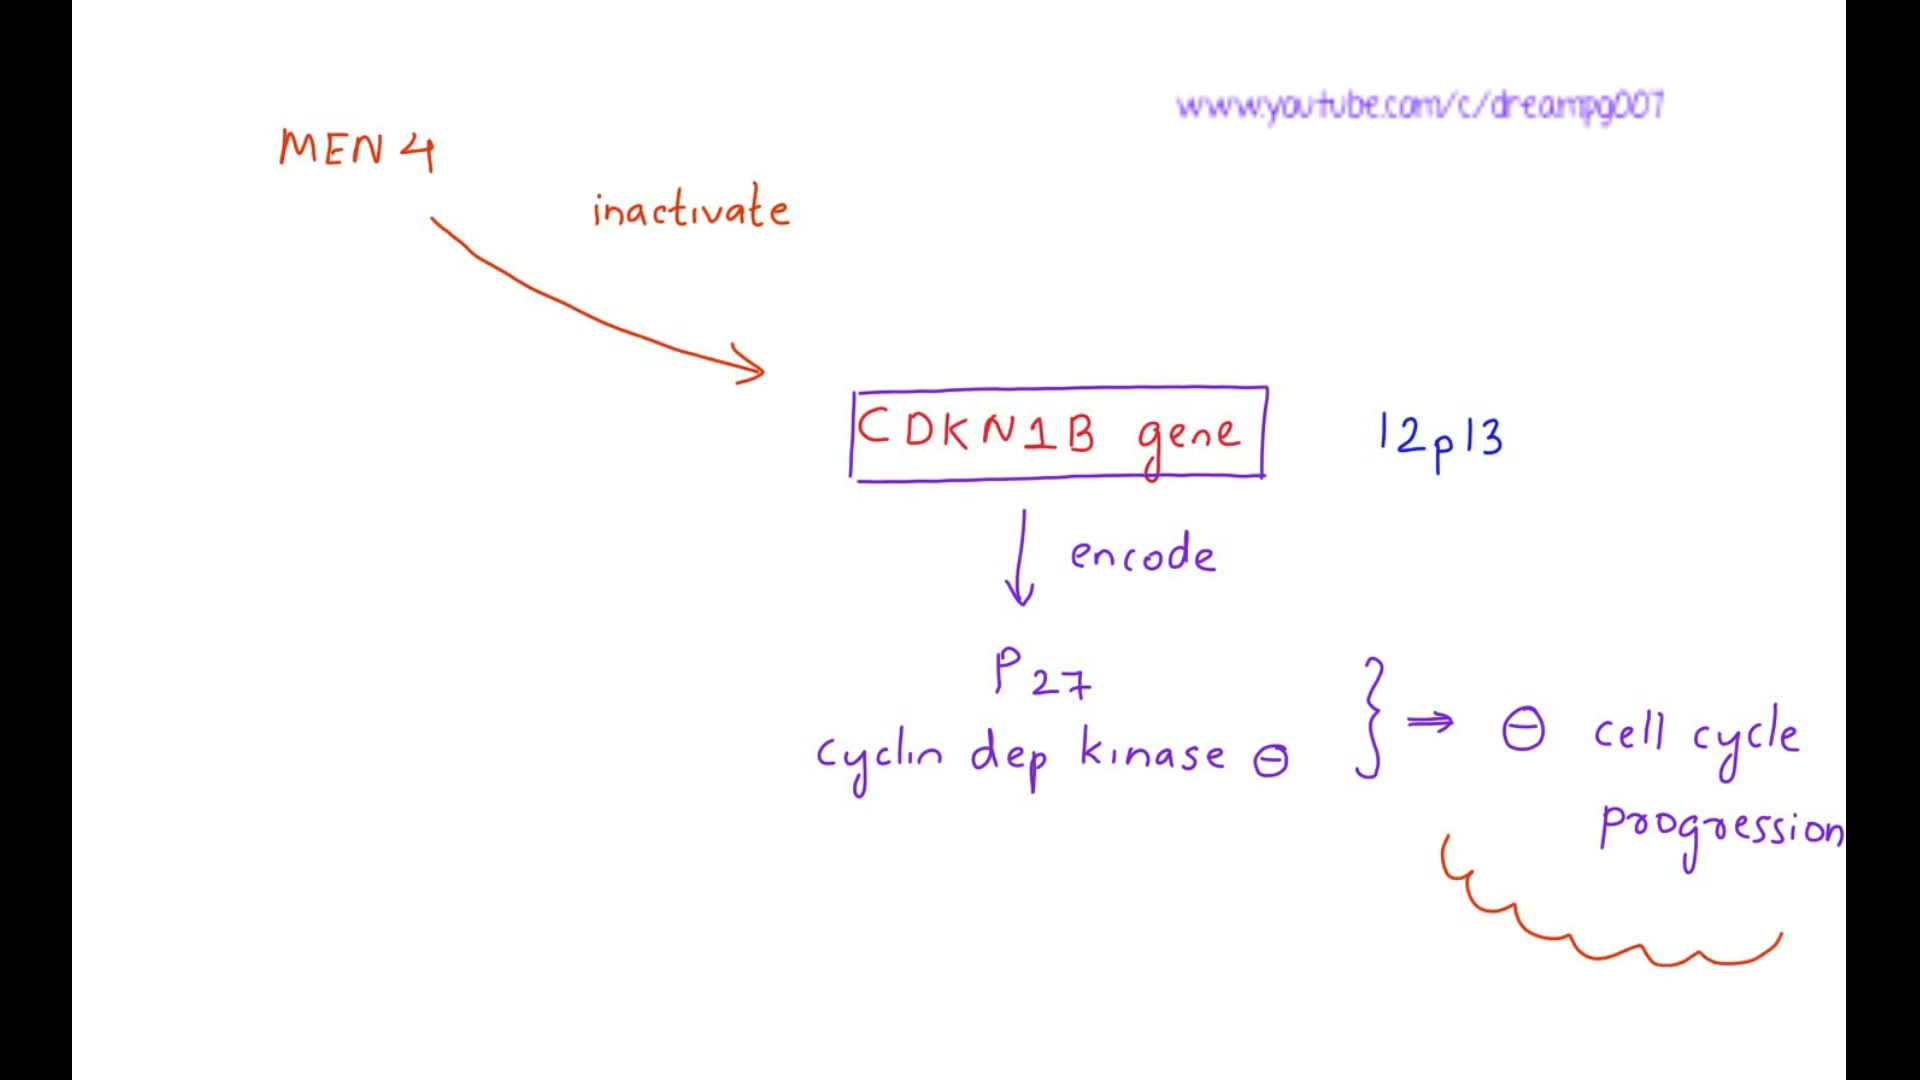 www.youtube.com/c/dreampg007
MEN 4
inactivate
CDKN1B gene
12p13
encode
P27
cyclin dep kinase ⊖
} ⇒ ⊖ cell cycle
progression